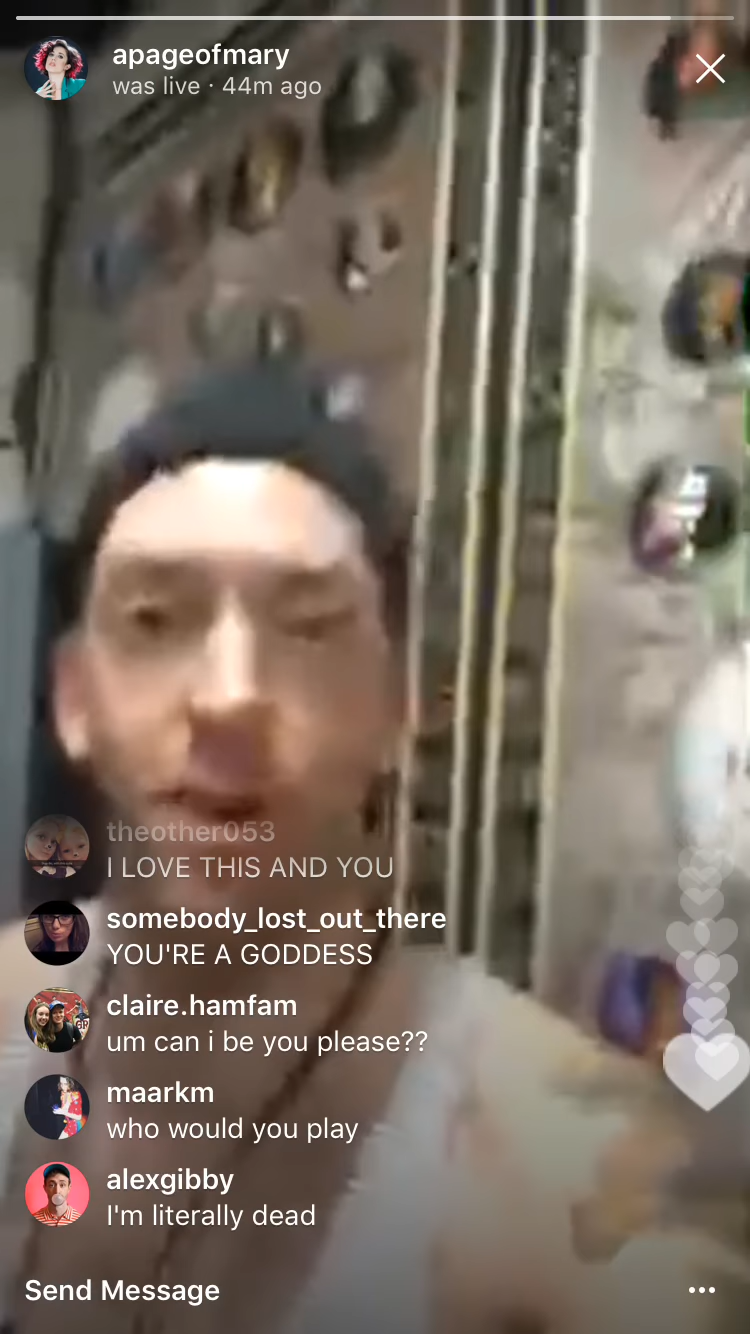 apageofmary
was live · 44m ago
theother053
I LOVE THIS AND YOU
somebody_lost_out_there
YOU'RE A GODDESS
claire.hamfam
um can i be you please??
maarkm
who would you play
alexgibby
I'm literally dead
Send Message